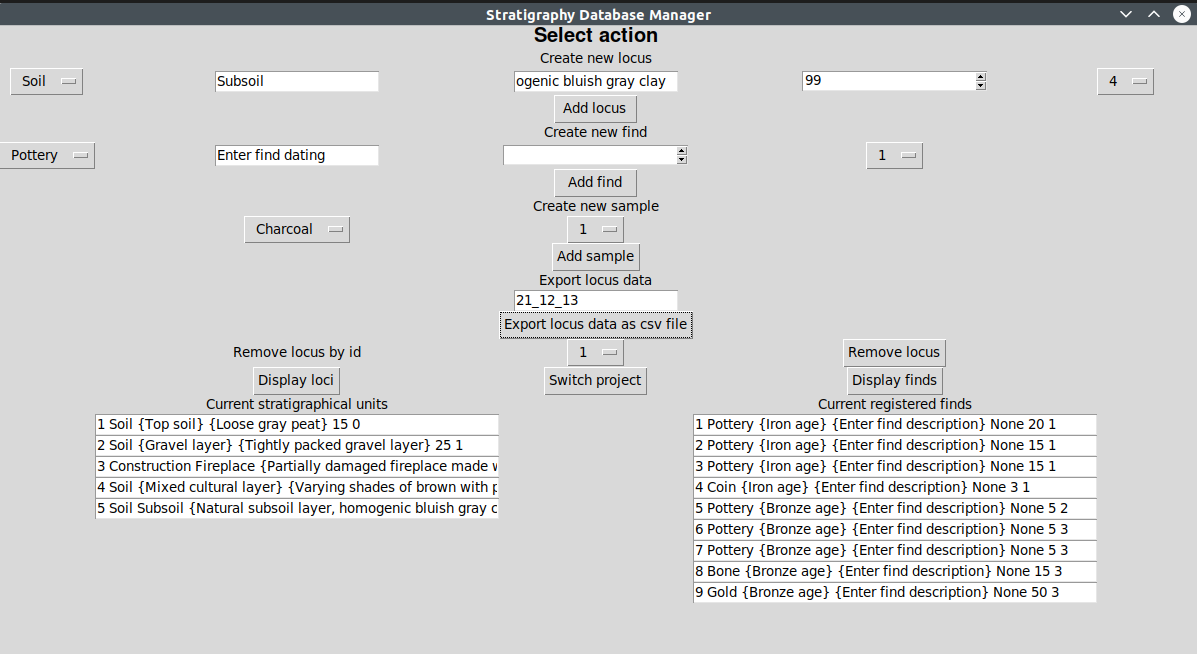 Stratigraphy Database Manager
Select action
Create new locus
Soil Subsoil ogenic bluish gray clay 99 4
Add locus
Create new find
Pottery Enter find dating 1
Add find
Create new sample
Charcoal 1
Add sample
Export locus data
21_12_13
Export locus data as csv file
Remove locus by id 1 Remove locus
Display loci Switch project Display finds
Current stratigraphical units Current registered finds
1 Soil {Top soil} {Loose gray peat} 15 0
2 Soil {Gravel layer} {Tightly packed gravel layer} 25 1
3 Construction Fireplace {Partially damaged fireplace made w
4 Soil {Mixed cultural layer} {Varying shades of brown with p
5 Soil Subsoil {Natural subsoil layer, homogenic bluish gray c
1 Pottery {Iron age} {Enter find description} None 20 1
2 Pottery {Iron age} {Enter find description} None 15 1
3 Pottery {Iron age} {Enter find description} None 15 1
4 Coin {Iron age} {Enter find description} None 3 1
5 Pottery {Bronze age} {Enter find description} None 5 2
6 Pottery {Bronze age} {Enter find description} None 5 3
7 Pottery {Bronze age} {Enter find description} None 5 3
8 Bone {Bronze age} {Enter find description} None 15 3
9 Gold {Bronze age} {Enter find description} None 50 3